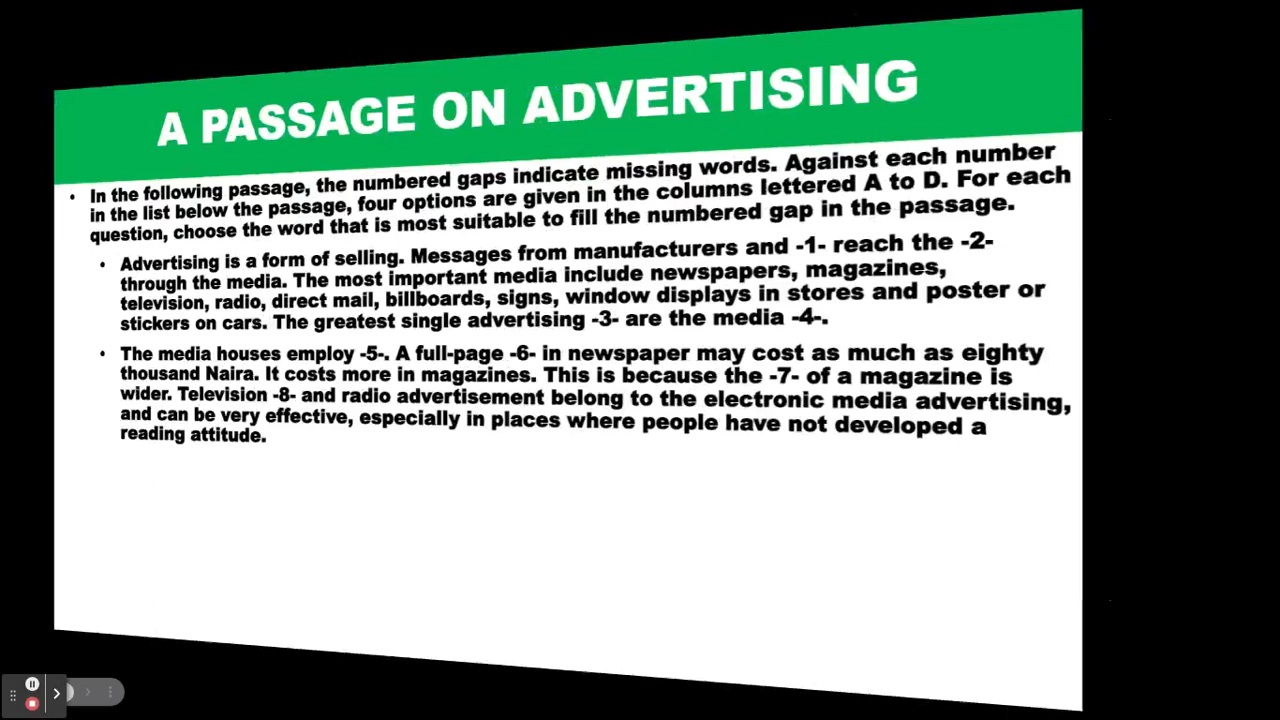 A PASSAGE ON ADVERTISING
• In the following passage, the numbered gaps indicate missing words. Against each number
in the list below the passage, four options are given in the columns lettered A to D. For each
question, choose the word that is most suitable to fill the numbered gap in the passage.
• Advertising is a form of selling. Messages from manufacturers and -1- reach the -2-
through the media. The most important media include newspapers, magazines,
television, radio, direct mail, billboards, signs, window displays in stores and poster or
stickers on cars. The greatest single advertising -3- are the media -4-.
• The media houses employ -5-. A full-page -6- in newspaper may cost as much as eighty
thousand Naira. It costs more in magazines. This is because the -7- of a magazine is
wider. Television -8- and radio advertisement belong to the electronic media advertising,
and can be very effective, especially in places where people have not developed a
reading attitude.